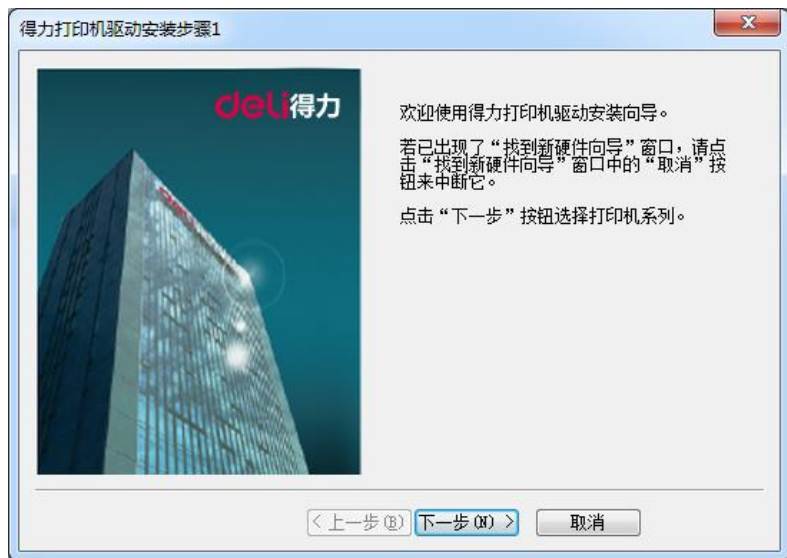 得力打印机驱动安装步骤1
deli得力
欢迎使用得力打印机驱动安装向导。
若已出现了“找到新硬件向导”窗口，请点
击“找到新硬件向导”窗口中的“取消”按
钮来中断它。
点击“下一步”按钮选择打印机系列。
< 上一步(B)
下一步(N) >
取消